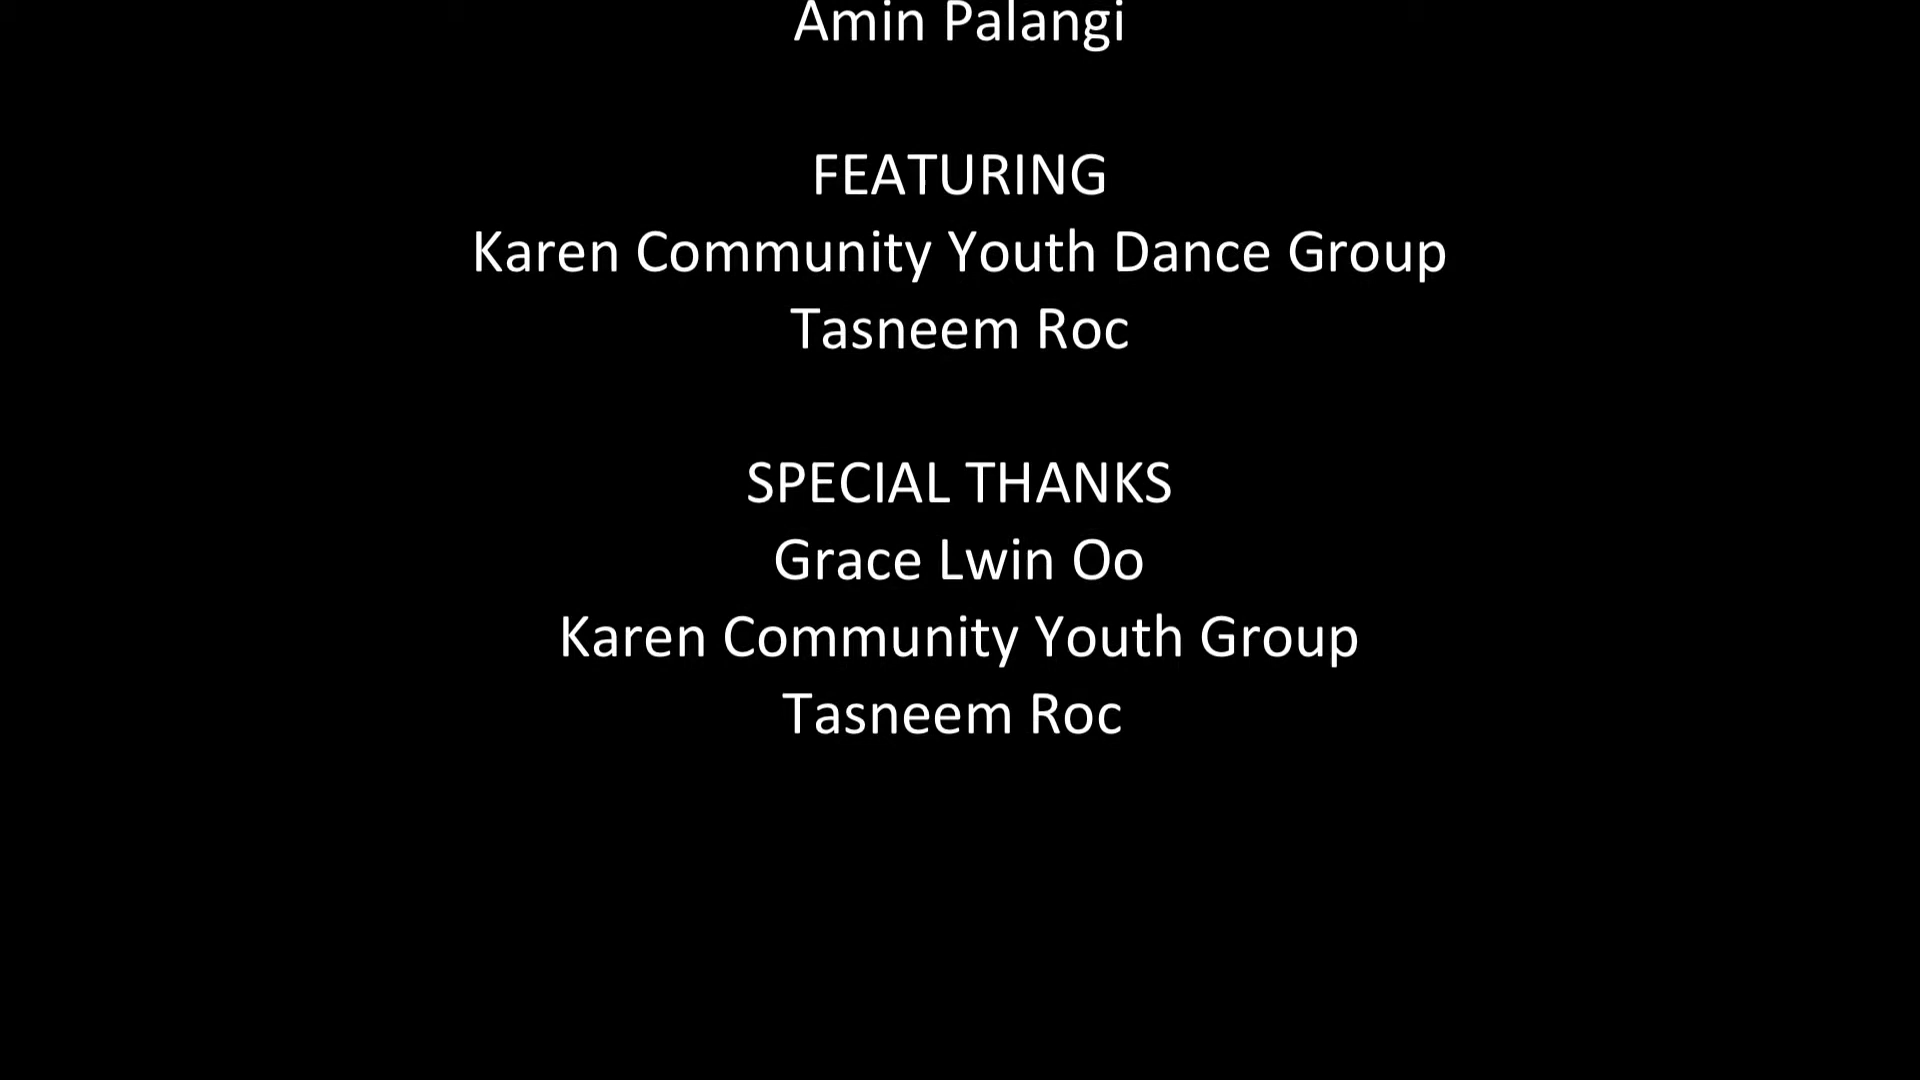 Amin Palangi
FEATURING
Karen Community Youth Dance Group
Tasneem Roc
SPECIAL THANKS
Grace Lwin Oo
Karen Community Youth Group
Tasneem Roc